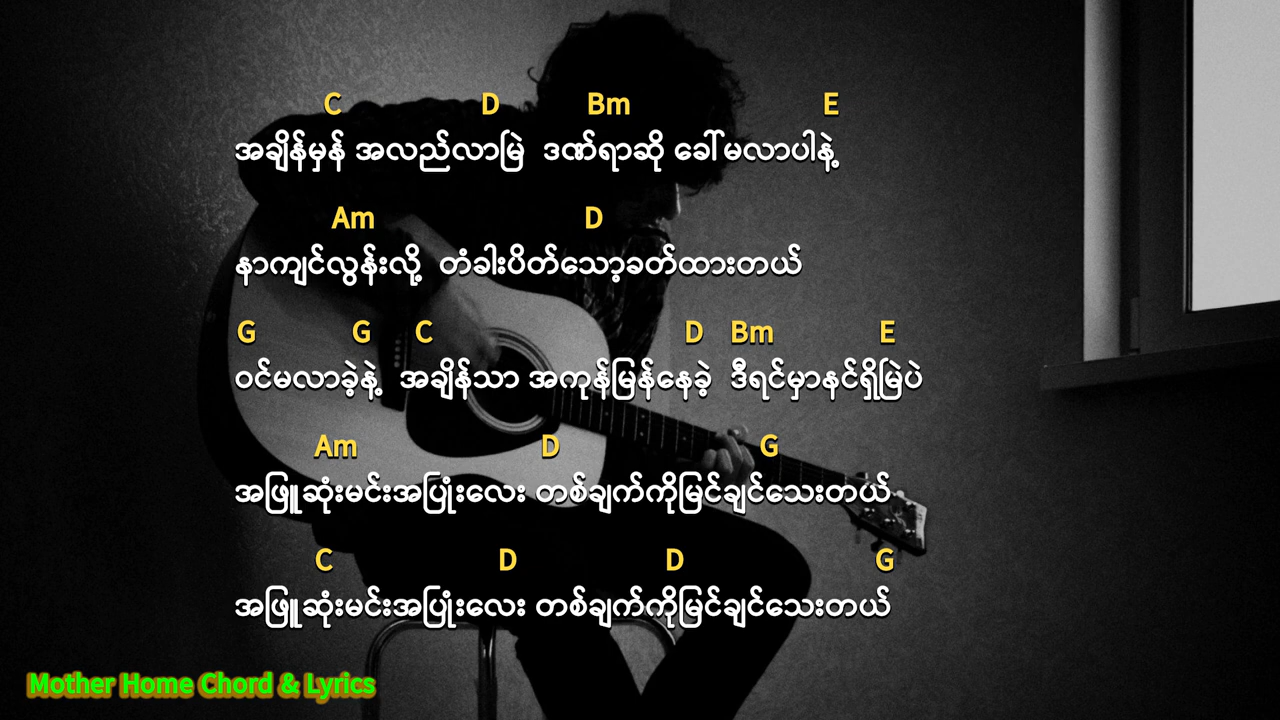 C D Bm E
အချိန်မှန် အလည်လာမြဲ ဒဏ်ရာဆို ခေါ်မလာပါနဲ့
Am D
နာကျင်လွန်းလို့ တံခါးပိတ်သော့ခတ်ထားတယ်
G G C D Bm E
ဝင်မလာခဲ့နဲ့ အချိန်သာ အကုန်မြန်နေခဲ့ ဒီရင်မှာနင်ရှိမြဲပဲ
Am D G
အဖြူဆုံးမင်းအပြုံးလေး တစ်ချက်ကိုမြင်ချင်သေးတယ်
C D D G
အဖြူဆုံးမင်းအပြုံးလေး တစ်ချက်ကိုမြင်ချင်သေးတယ်
Mother Home Chord & Lyrics